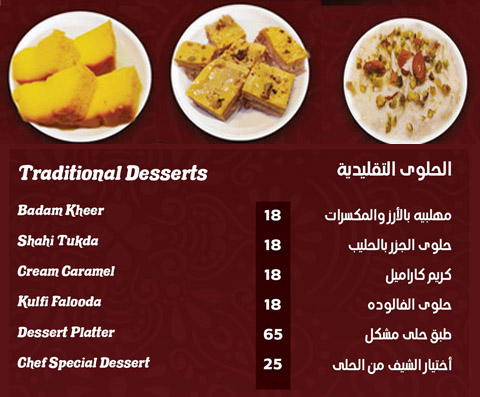 Traditional Desserts الحلوى التقليدية
Badam Kheer 18 مهلبيه بالأرز والمكسرات
Shahi Tukda 18 حلوى الجزر بالحليب
Cream Caramel 18 كريم كاراميل
Kulfi Falooda 18 حلوى الفالوده
Dessert Platter 65 طبق حلى مشكل
Chef Special Dessert 25 أختيار الشيف من الحلى